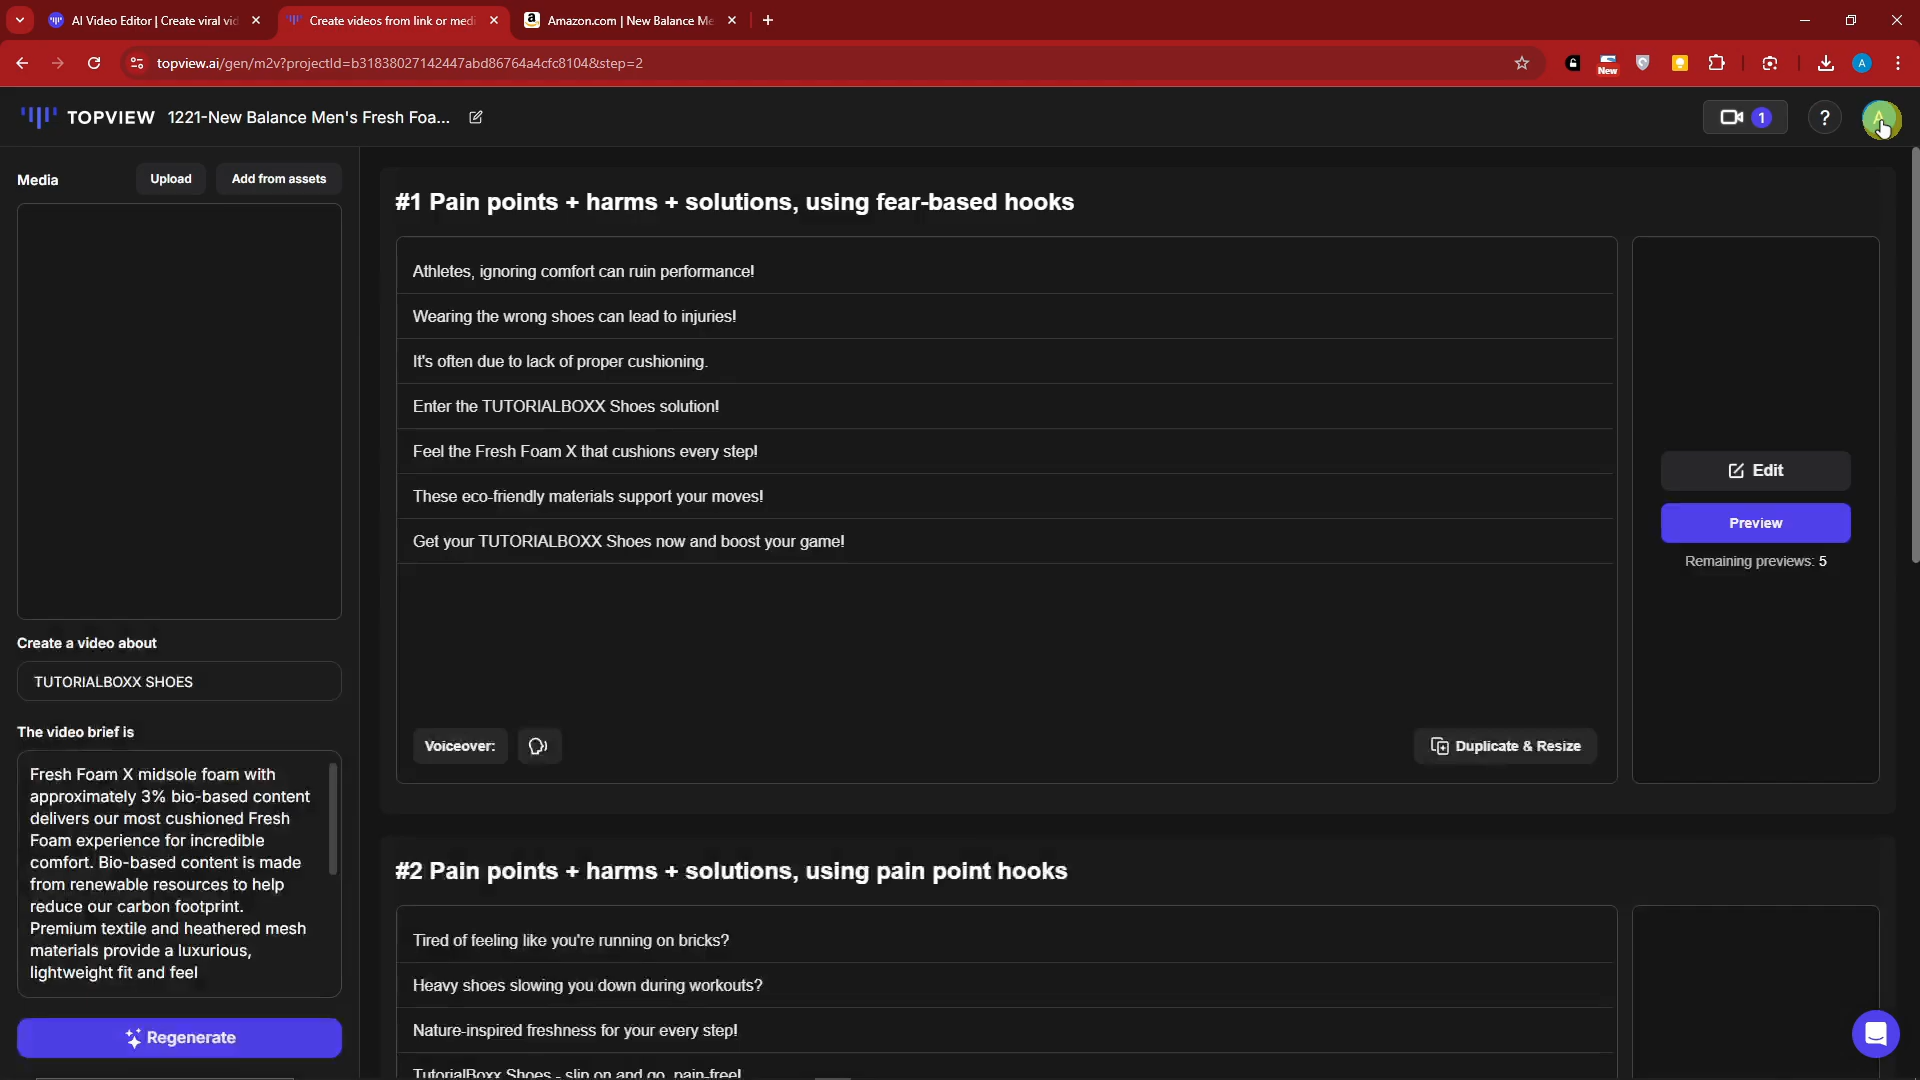 AI Video Editor | Create viral vid
Create videos from link or medi
Amazon.com | New Balance Me
topview.ai/gen/m2v?projectId=b31838027142447abd86764a4cfc8104&step=2
New
A
TOPVIEW
1221-New Balance Men's Fresh Foa...
1
?
A
Media
Upload
Add from assets
Create a video about
TUTORIALBOXX SHOES
The video brief is
Fresh Foam X midsole foam with
approximately 3% bio-based content
delivers our most cushioned Fresh
Foam experience for incredible
comfort. Bio-based content is made
from renewable resources to help
reduce our carbon footprint.
Premium textile and heathered mesh
materials provide a luxurious,
lightweight fit and feel
Regenerate
#1 Pain points + harms + solutions, using fear-based hooks
Athletes, ignoring comfort can ruin performance!
Wearing the wrong shoes can lead to injuries!
It's often due to lack of proper cushioning.
Enter the TUTORIALBOXX Shoes solution!
Feel the Fresh Foam X that cushions every step!
These eco-friendly materials support your moves!
Get your TUTORIALBOXX Shoes now and boost your game!
Voiceover:
Duplicate & Resize
Edit
Preview
Remaining previews: 5
#2 Pain points + harms + solutions, using pain point hooks
Tired of feeling like you're running on bricks?
Heavy shoes slowing you down during workouts?
Nature-inspired freshness for your every step!
TutorialBoxx Shoes - slip on and go, pain-free!